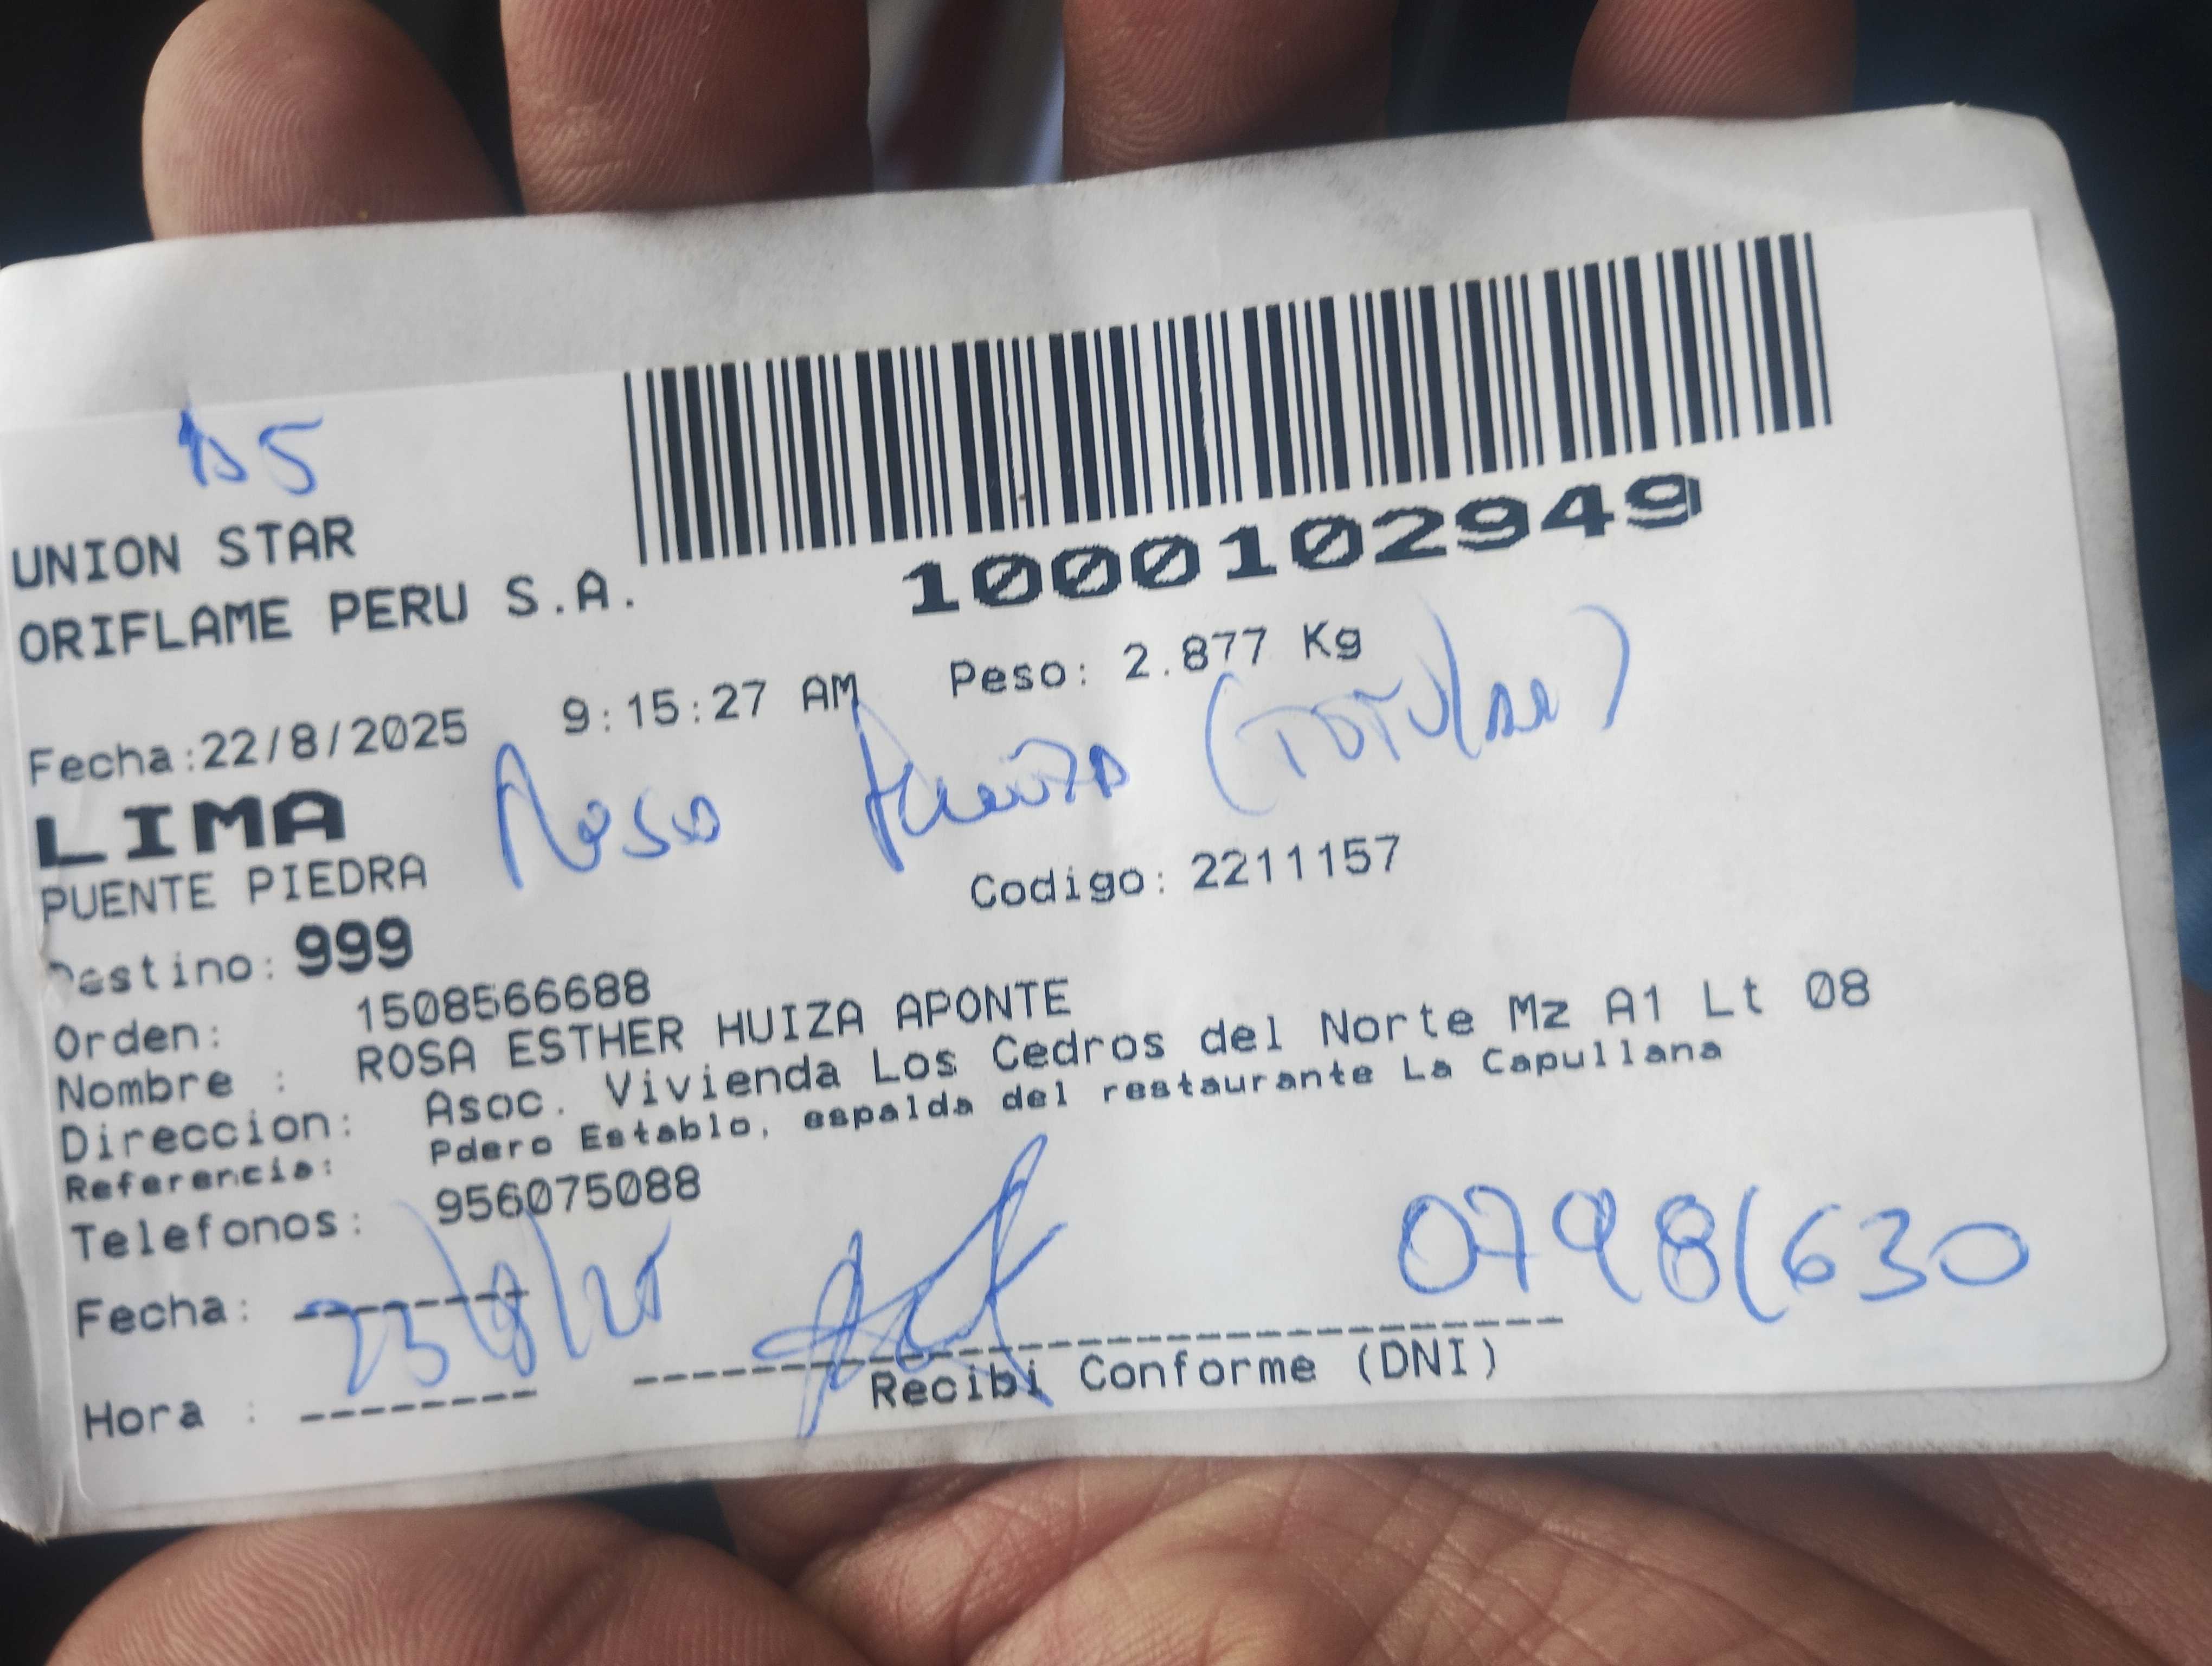 UNION STAR
ORIFLAME PERU S.A.
1000102949
Fecha:22/8/2025 9:15:27 AM Peso: 2.877 Kg
LIMA
Rosa Huiza (TITULAR)
PUENTE PIEDRA
Codigo: 2211157
Destino: 999
Orden: 1508566688
Nombre : ROSA ESTHER HUIZA APONTE
Direccion: Asoc. Vivienda Los Cedros del Norte Mz A1 Lt 08
Referencia: Pdero Establo, espalda del restaurante La Capullana
Telefonos: 956075088
Fecha: 23/8/25
07981630
Hora :
Recibi Conforme (DNI)